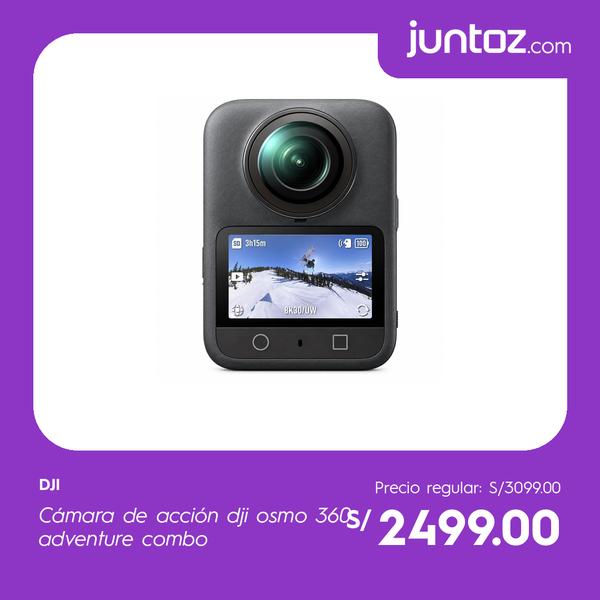 juntoz.com
SD 3h15m
100
8K30/UW
DJI
Cámara de acción dji osmo 360
adventure combo
Precio regular: S/3099.00
S/ 2499.00